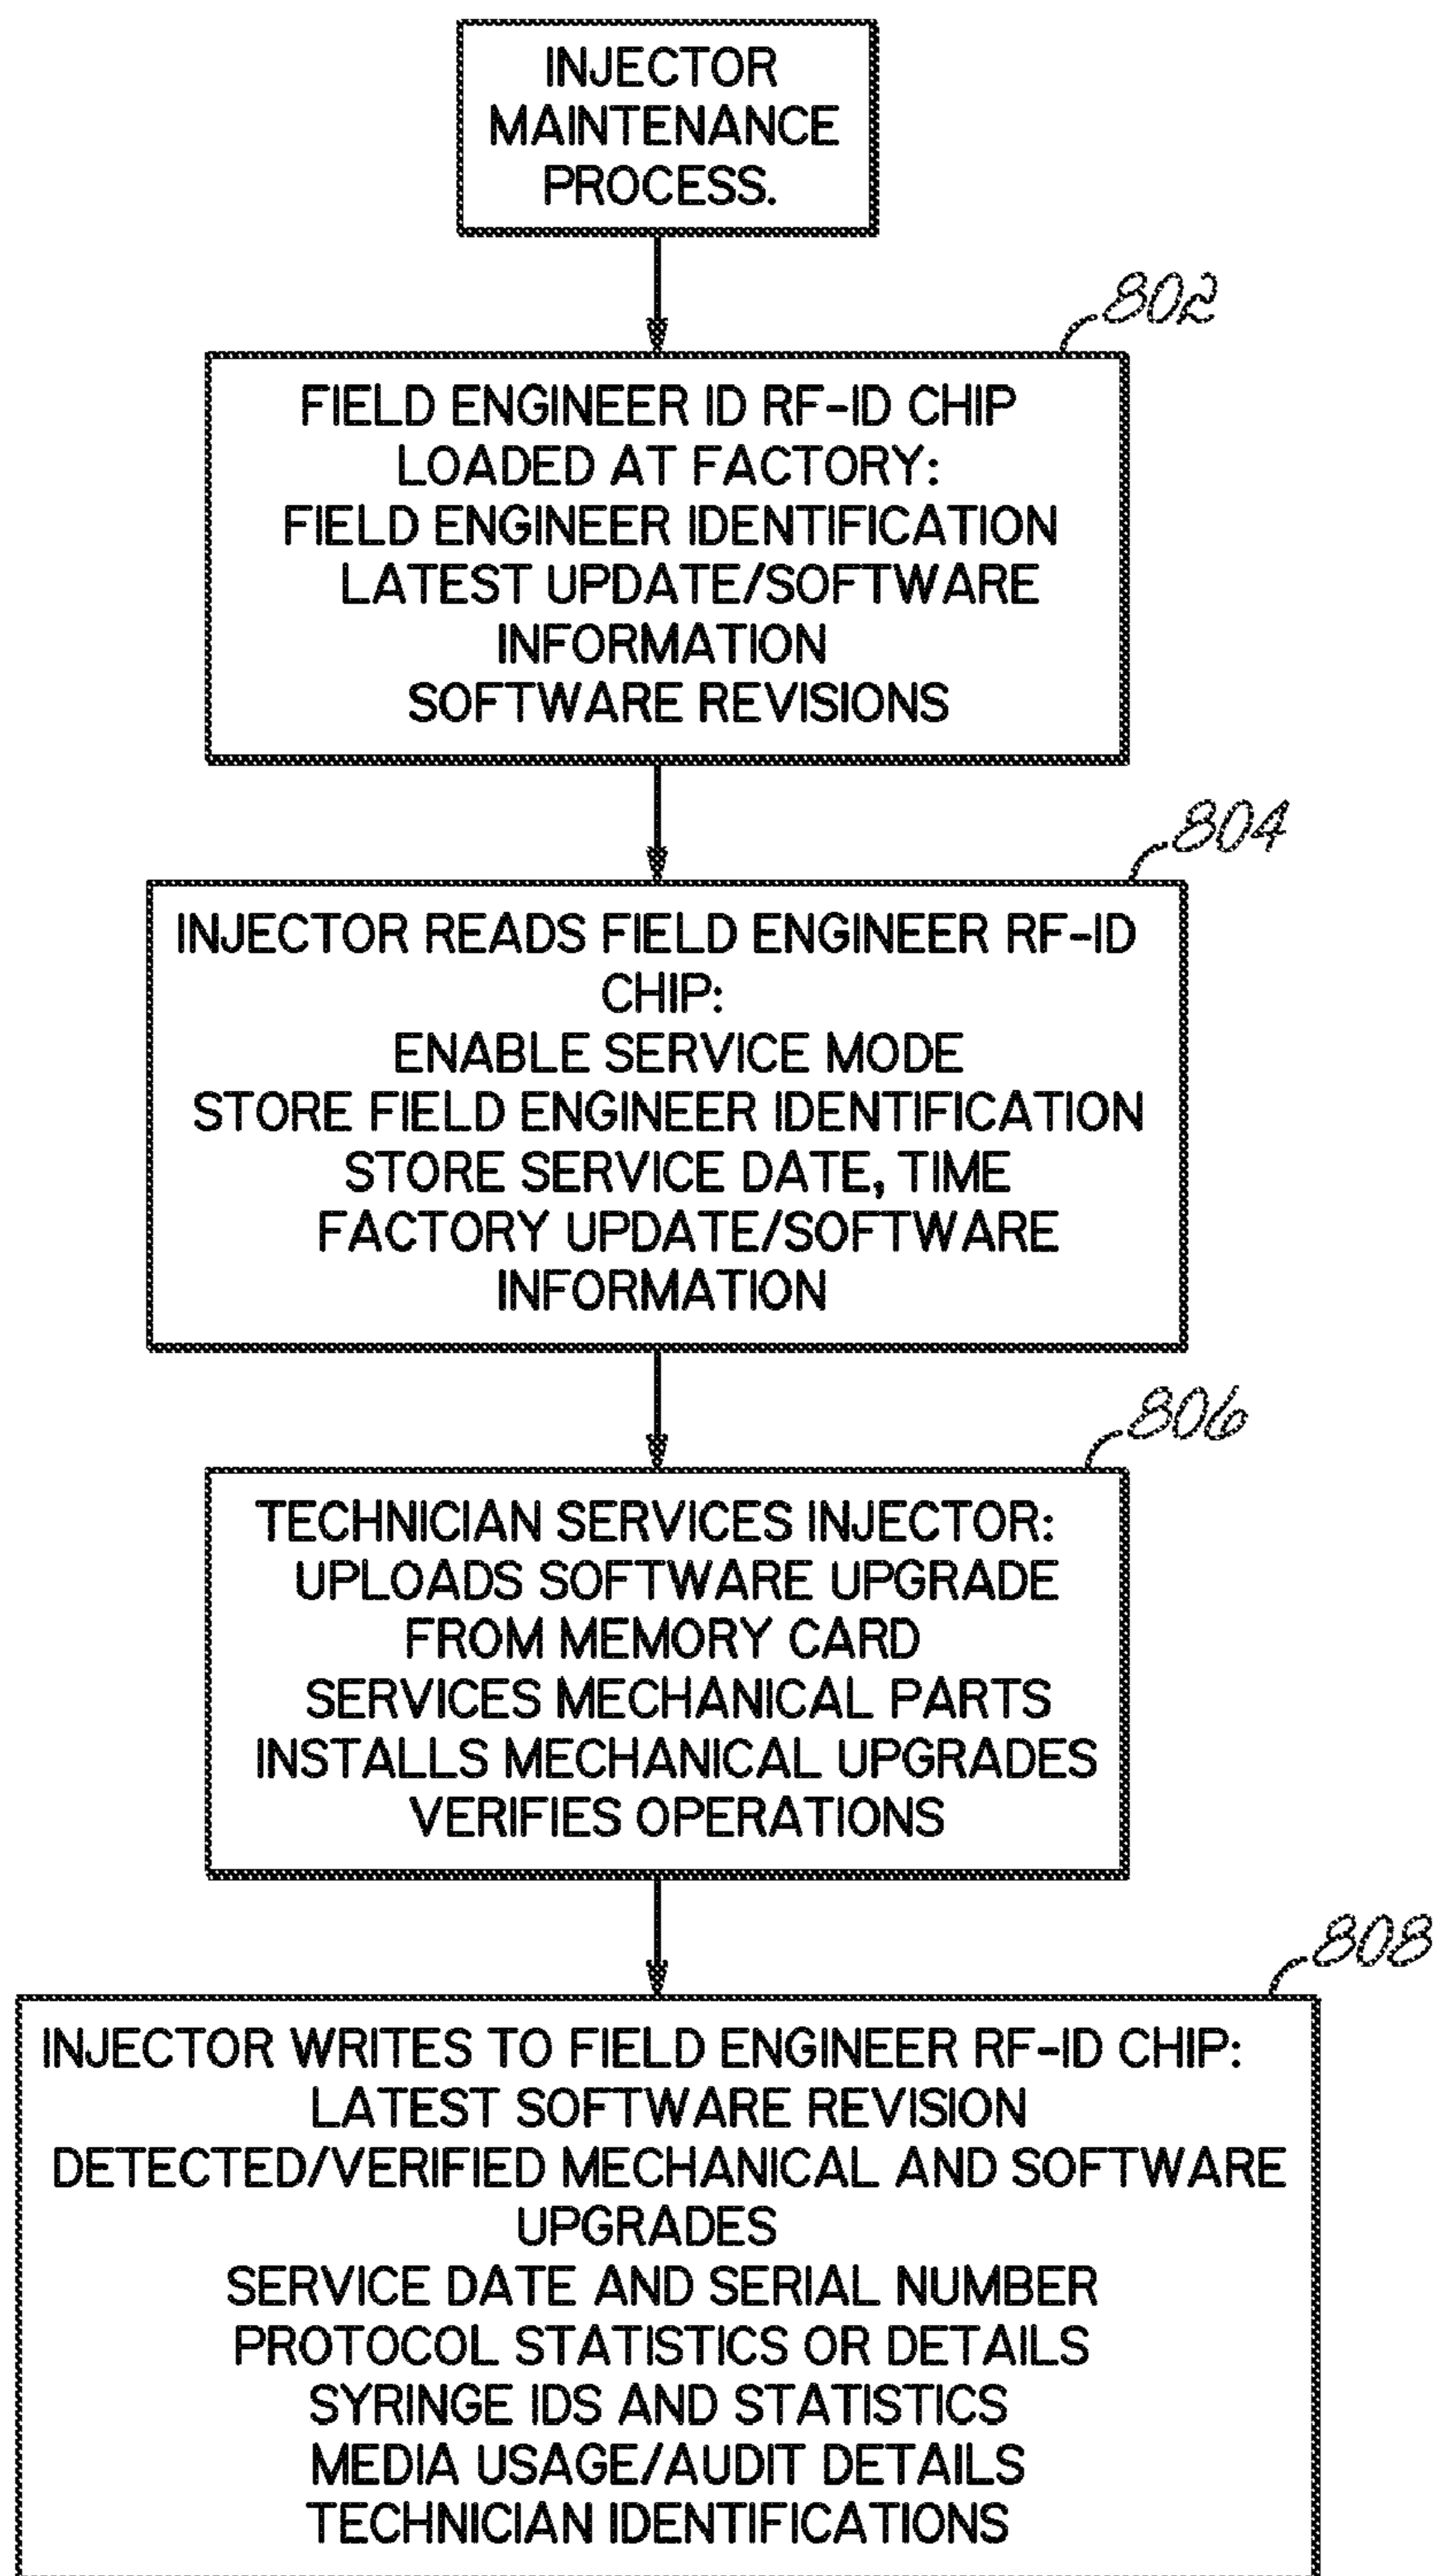 INJECTOR
MAINTENANCE
PROCESS.
802
FIELD ENGINEER ID RF-ID CHIP
LOADED AT FACTORY:
FIELD ENGINEER IDENTIFICATION
LATEST UPDATE/SOFTWARE
INFORMATION
SOFTWARE REVISIONS
804
INJECTOR READS FIELD ENGINEER RF-ID
CHIP:
ENABLE SERVICE MODE
STORE FIELD ENGINEER IDENTIFICATION
STORE SERVICE DATE, TIME
FACTORY UPDATE/SOFTWARE
INFORMATION
806
TECHNICIAN SERVICES INJECTOR:
UPLOADS SOFTWARE UPGRADE
FROM MEMORY CARD
SERVICES MECHANICAL PARTS
INSTALLS MECHANICAL UPGRADES
VERIFIES OPERATIONS
808
INJECTOR WRITES TO FIELD ENGINEER RF-ID CHIP:
LATEST SOFTWARE REVISION
DETECTED/VERIFIED MECHANICAL AND SOFTWARE
UPGRADES
SERVICE DATE AND SERIAL NUMBER
PROTOCOL STATISTICS OR DETAILS
SYRINGE IDS AND STATISTICS
MEDIA USAGE/AUDIT DETAILS
TECHNICIAN IDENTIFICATIONS